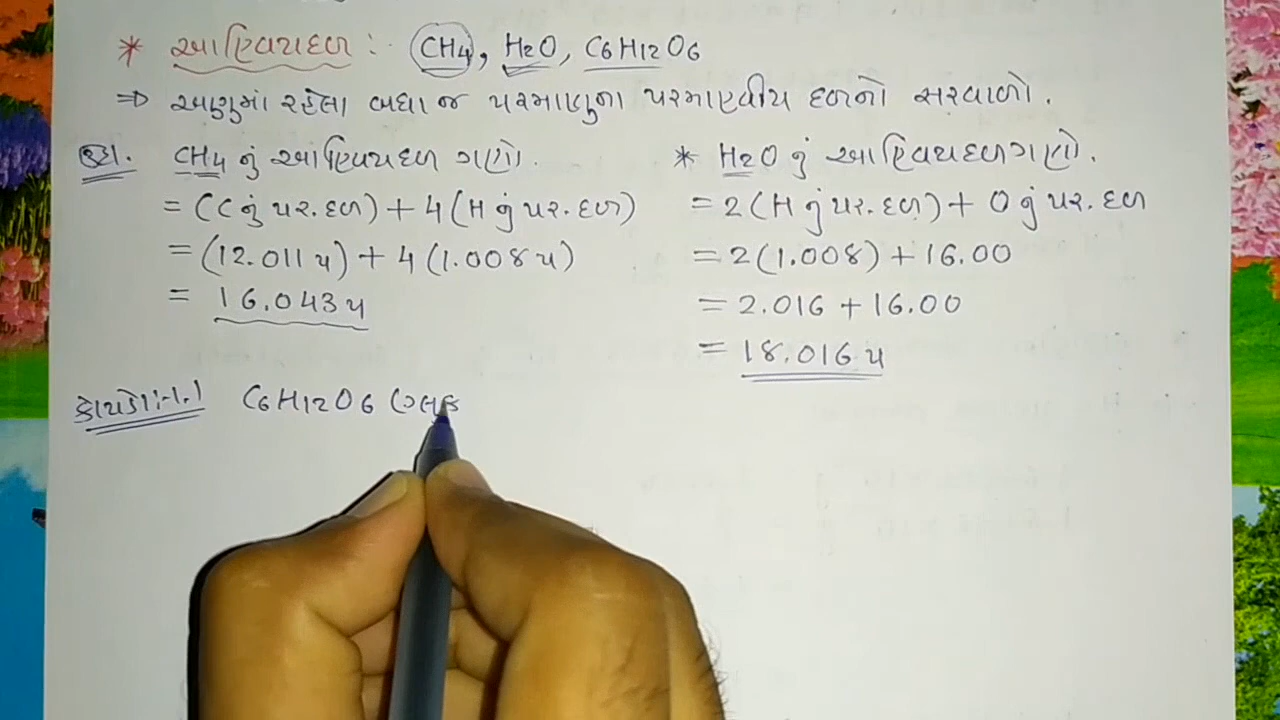 * આણ્વિયદળ : CH4, H2O, C6H12O6
⇒ અણુમાં રહેલા બધા જ પરમાણુના પરમાણ્વીય દળનો સરવાળો.
ઉદા. CH4 નું આણ્વિયદળ ગણો.
= (C નું પર. દળ) + 4 (H નું પર. દળ)
= (12.011 u) + 4 (1.008 u)
= 16.043 u
* H2O નું આણ્વિયદળ ગણો.
= 2 (H નું પર. દળ) + O નું પર. દળ
= 2 (1.008) + 16.00
= 2.016 + 16.00
= 18.016 u
C6H12O6